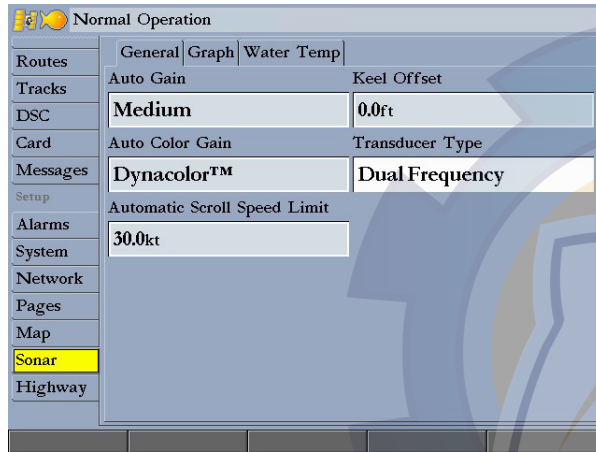 Normal Operation
Routes
Tracks
DSC
Card
Messages
Setup
Alarms
System
Network
Pages
Map
Sonar
Highway
General Graph Water Temp
Auto Gain Keel Offset
Medium 0.0ft
Auto Color Gain Transducer Type
Dynacolor™ Dual Frequency
Automatic Scroll Speed Limit
30.0kt